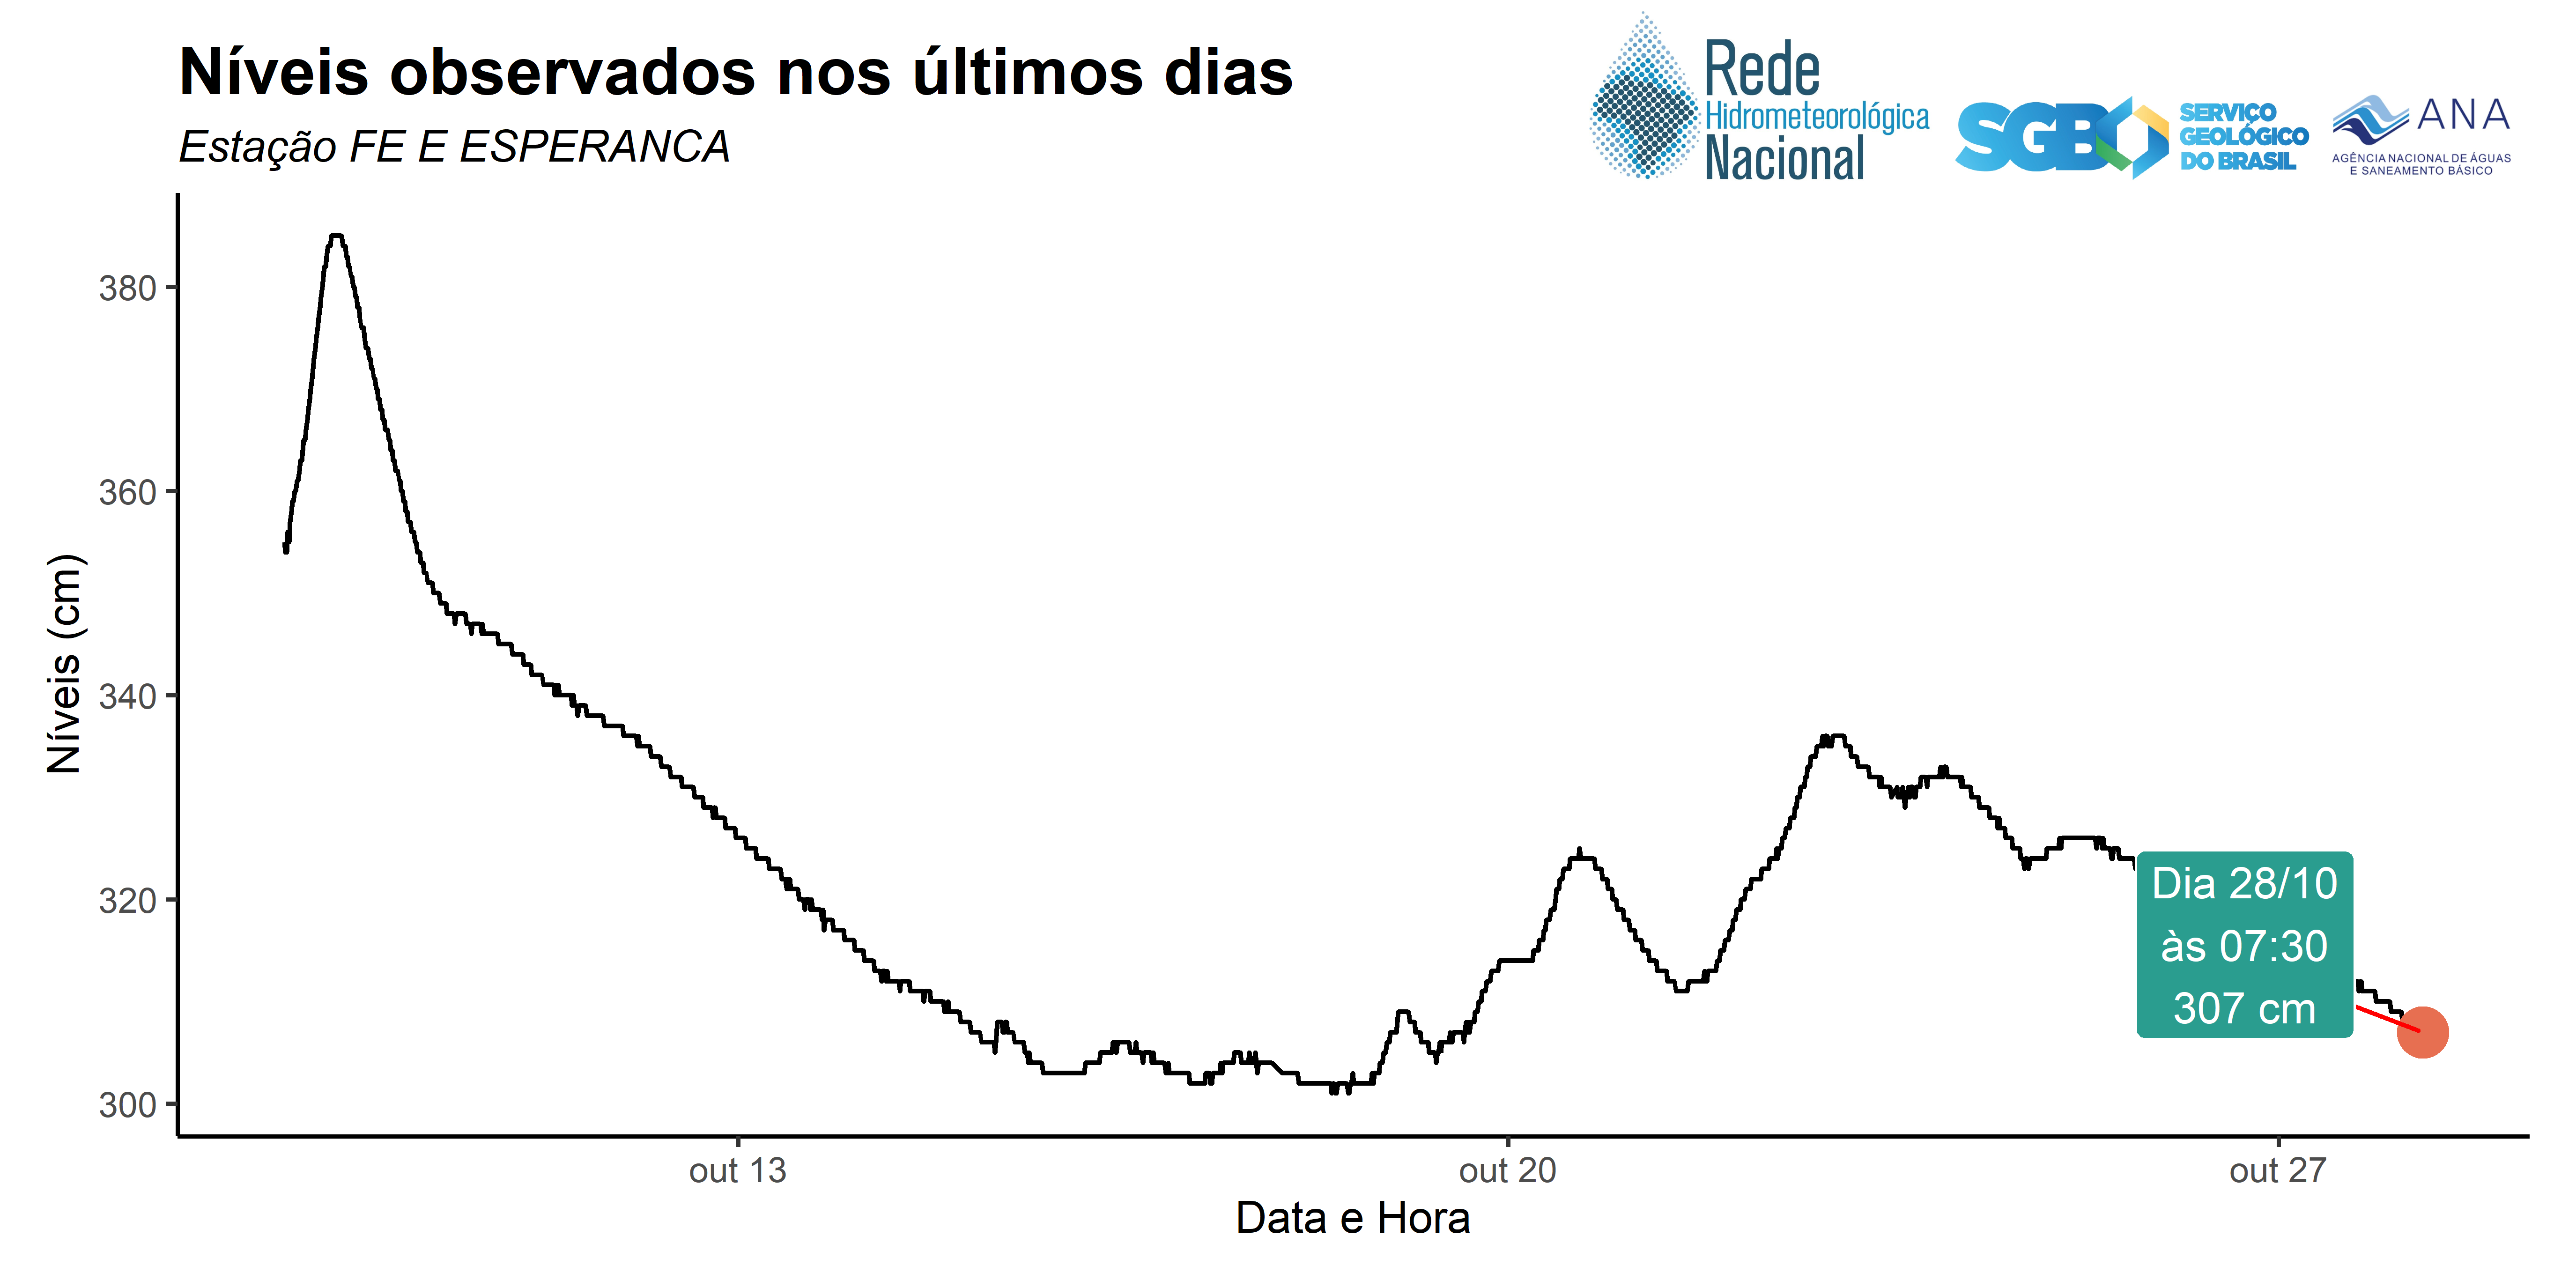 Níveis observados nos últimos dias
Estação FE E ESPERANCA
Rede
Hidrometeorológica
Nacional
SGB
SERVIÇO
GEOLÓGICO
DO BRASIL
ANA
AGÊNCIA NACIONAL DE ÁGUAS
E SANEAMENTO BÁSICO
Níveis (cm)
380
360
340
320
300
Dia 28/10
às 07:30
307 cm
out 13
out 20
out 27
Data e Hora